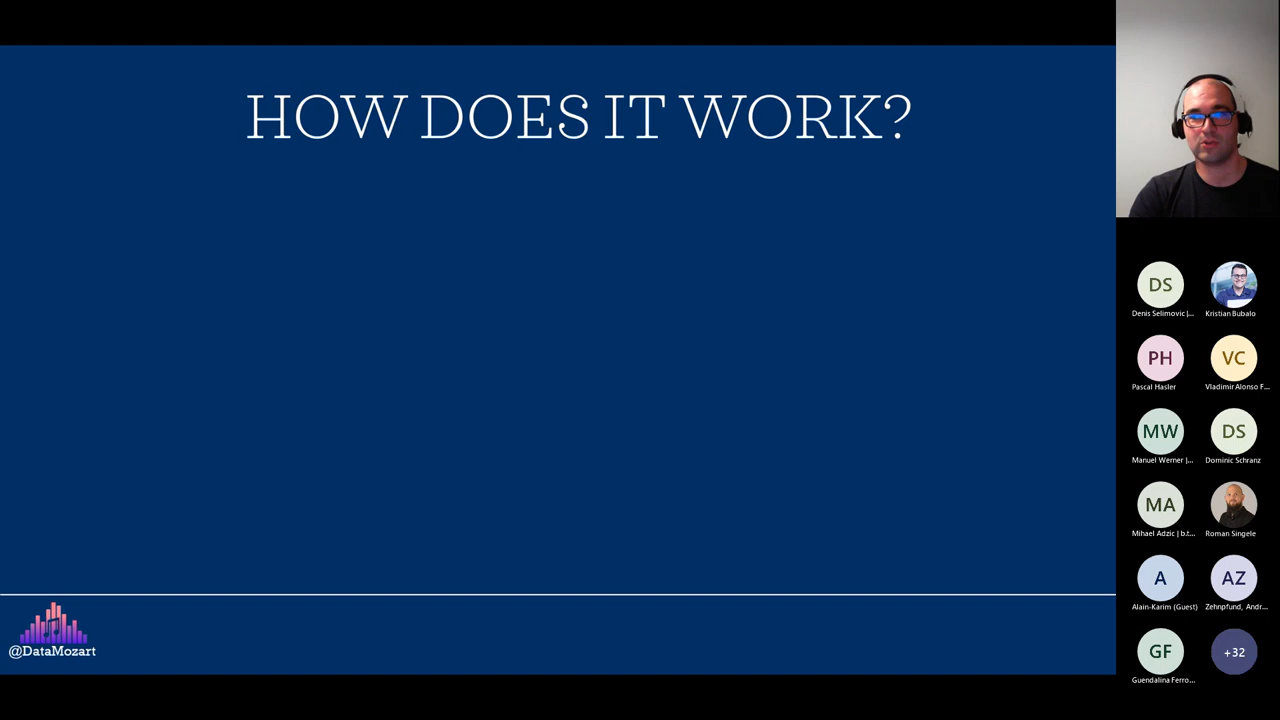 HOW DOES IT WORK?
@DataMozart
DS
Denis Selimovic |...
Kristian Bubalo
PH
Pascal Hasler
VC
Vladimir Alonso F...
MW
Manuel Werner |...
DS
Dominic Schranz
MA
Mihael Adzic | b.t...
Roman Singele
A
Alain-Karim (Guest)
AZ
Zehnpfund, Andr...
GF
Guendalina Ferro...
+32